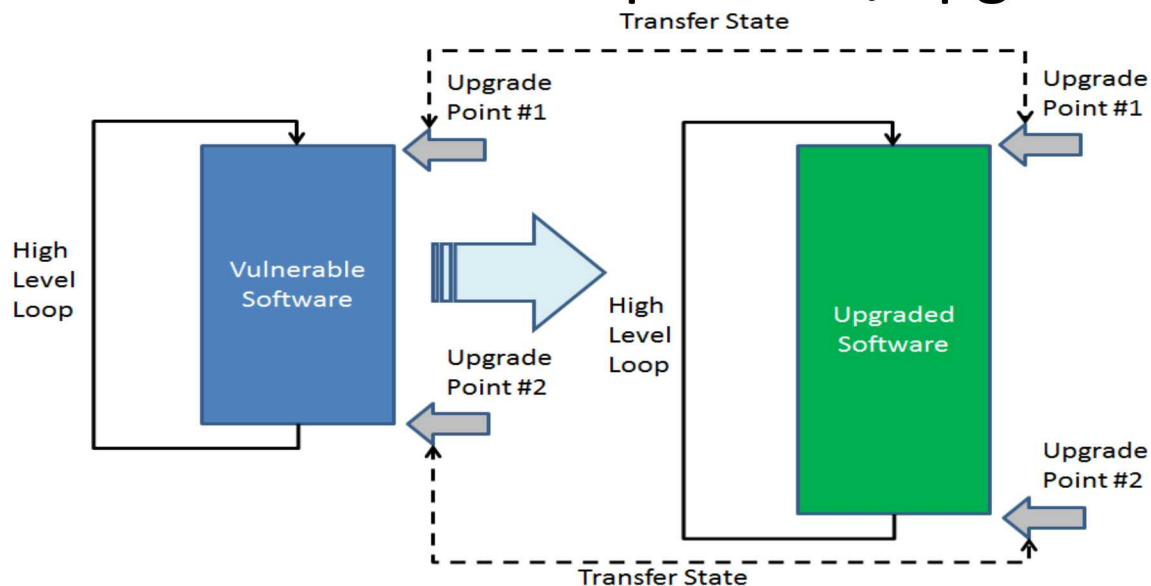 Transfer State
Upgrade
Point #1
Upgrade
Point #1
High
Level
Loop
Vulnerable
Software
High
Level
Loop
Upgraded
Software
Upgrade
Point #2
Upgrade
Point #2
Transfer State